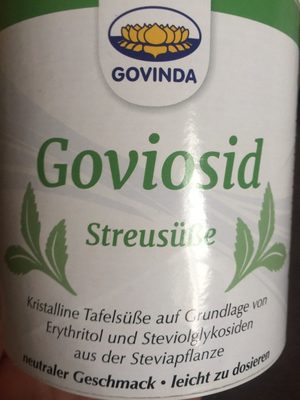 GOVINDA
Goviosid
Streusüße
Kristalline Tafelsüße auf Grundlage von
Erythritol und Steviolglykosiden
aus der Steviapflanze
neutraler Geschmack • leicht zu dosieren